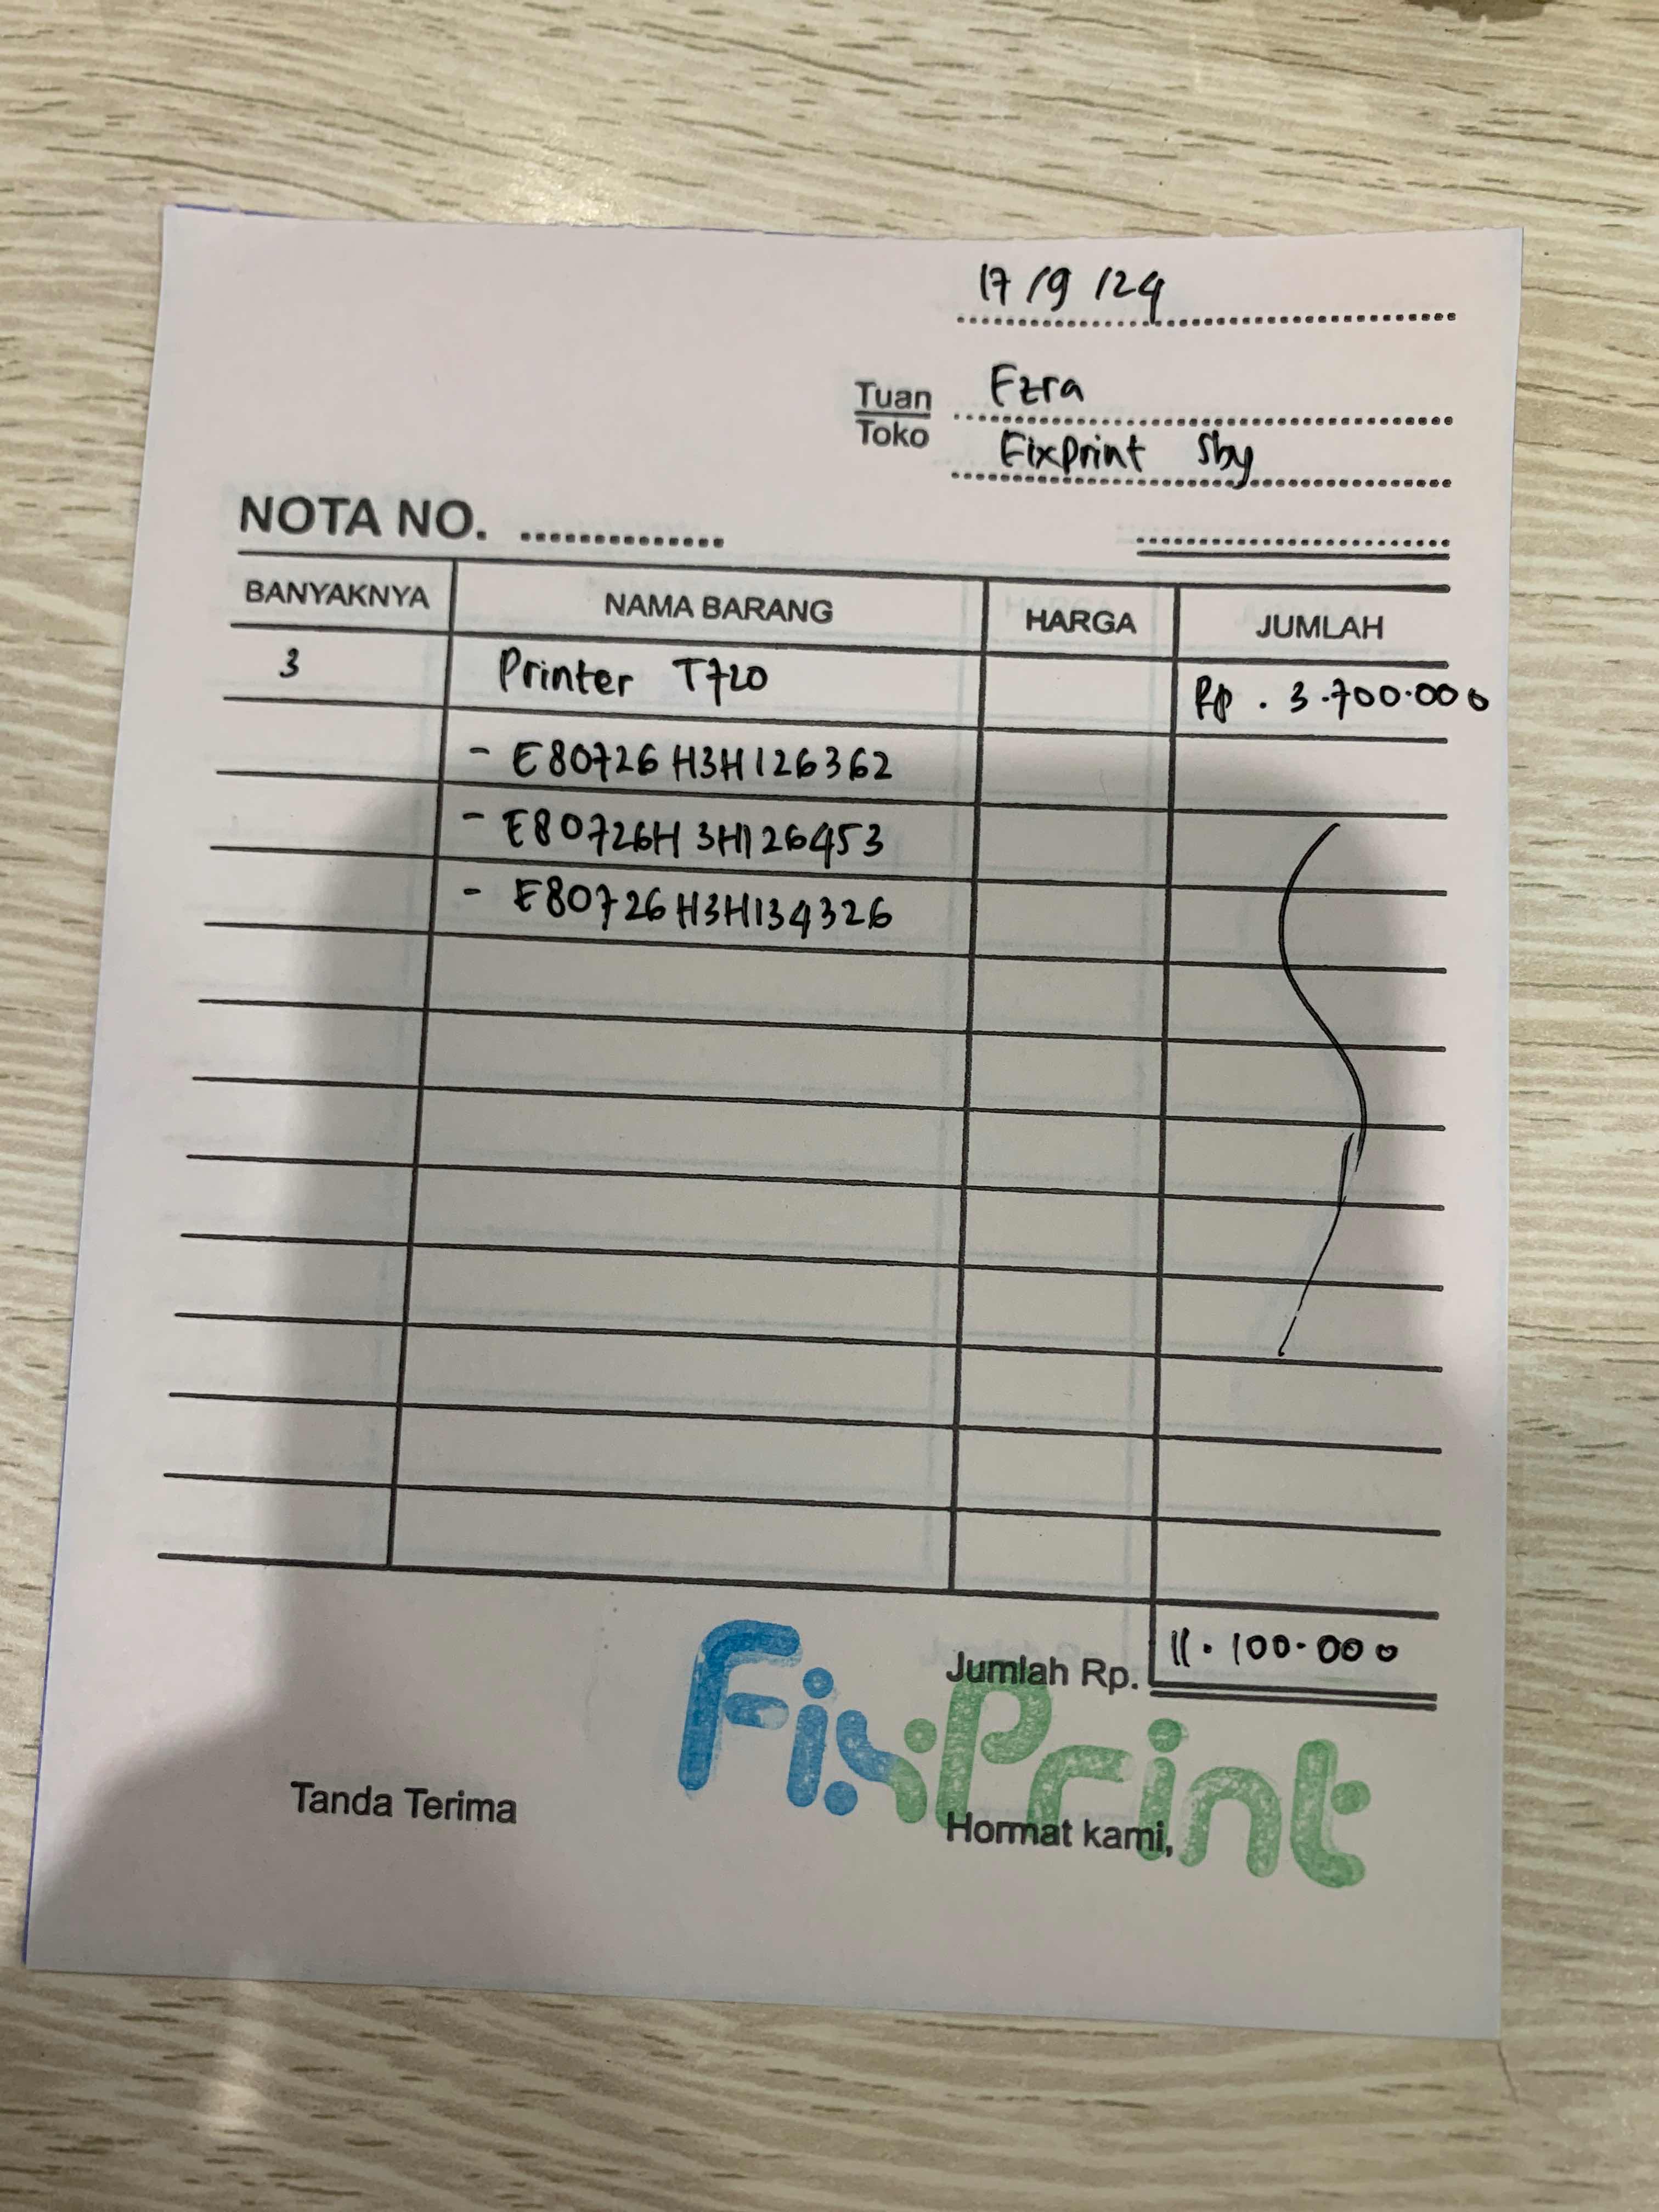 17/9/24
Tuan Ezra
Toko Fixprint Sby
NOTA NO. ..............
BANYAKNYA NAMA BARANG HARGA JUMLAH
3 Printer T720 Rp. 3.700.000
- E80726H3H126362
- E80726H3H126453
- E80726H3H134326
Jumlah Rp. 11.100.000
FixPrint
Tanda Terima Hormat kami,